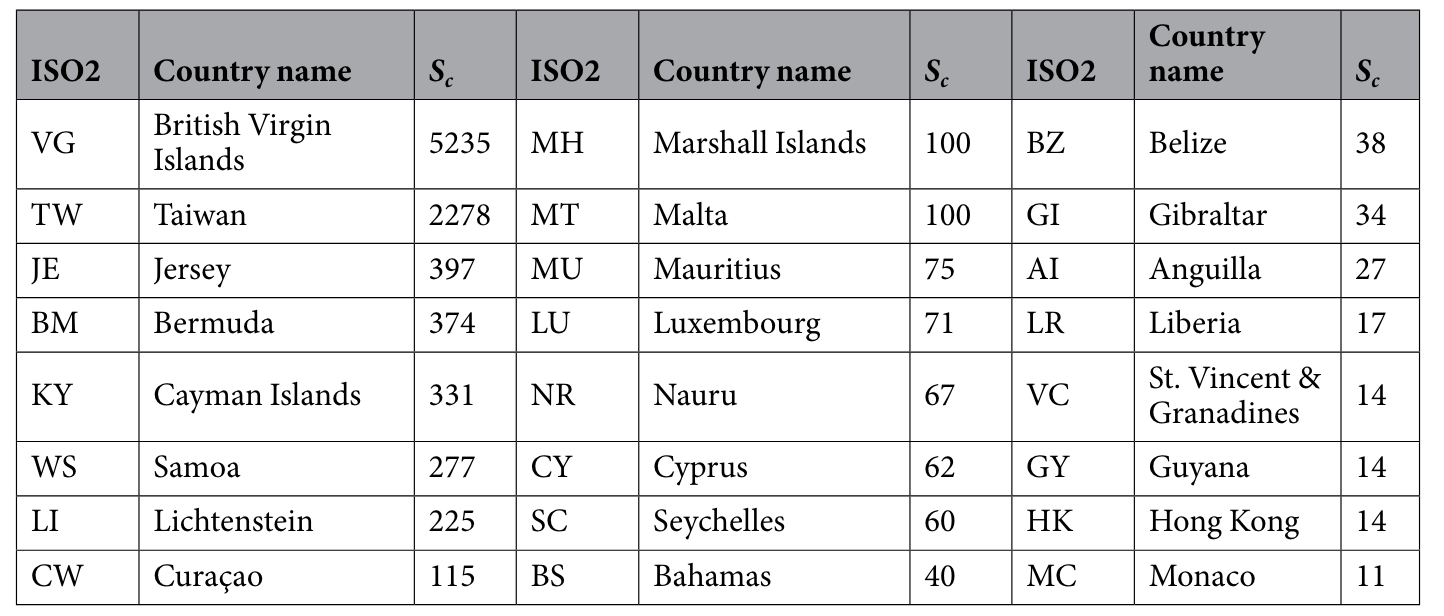 ISO2 Country name Sc ISO2 Country name Sc ISO2 Country name Sc
VG British Virgin Islands 5235 MH Marshall Islands 100 BZ Belize 38
TW Taiwan 2278 MT Malta 100 GI Gibraltar 34
JE Jersey 397 MU Mauritius 75 AI Anguilla 27
BM Bermuda 374 LU Luxembourg 71 LR Liberia 17
KY Cayman Islands 331 NR Nauru 67 VC St. Vincent & Granadines 14
WS Samoa 277 CY Cyprus 62 GY Guyana 14
LI Lichtenstein 225 SC Seychelles 60 HK Hong Kong 14
CW Curaçao 115 BS Bahamas 40 MC Monaco 11